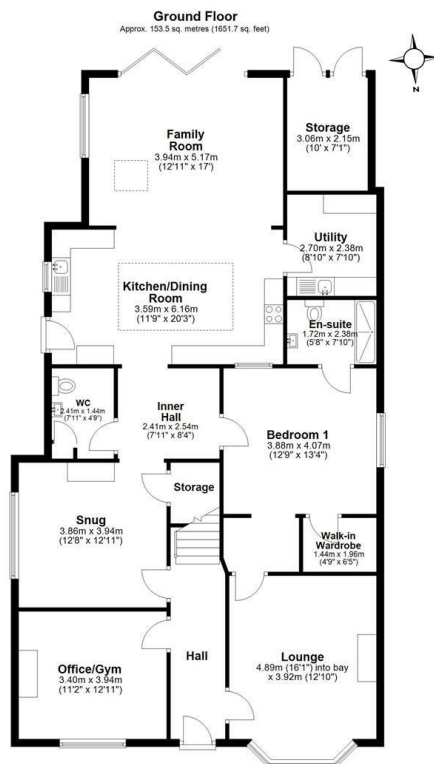 Ground Floor
Approx. 153.5 sq. metres (1651.7 sq. feet)
N
Family
Room
3.94m x 5.17m
(12'11" x 17')
Storage
3.06m x 2.15m
(10' x 7'1")
Utility
2.70m x 2.38m
(8'10" x 7'10")
Kitchen/Dining
Room
3.59m x 6.16m
(11'9" x 20'3")
En-suite
1.72m x 2.38m
(5'8" x 7'10")
WC
2.41m x 1.44m
(7'11" x 4'9")
Inner
Hall
2.41m x 2.54m
(7'11" x 8'4")
Bedroom 1
3.88m x 4.07m
(12'9" x 13'4")
Storage
Snug
3.86m x 3.94m
(12'8" x 12'11")
Walk-in
Wardrobe
1.44m x 1.96m
(4'9" x 6'5")
Office/Gym
3.40m x 3.94m
(11'2" x 12'11")
Hall
Lounge
4.89m (16'1") into bay
x 3.92m (12'10")